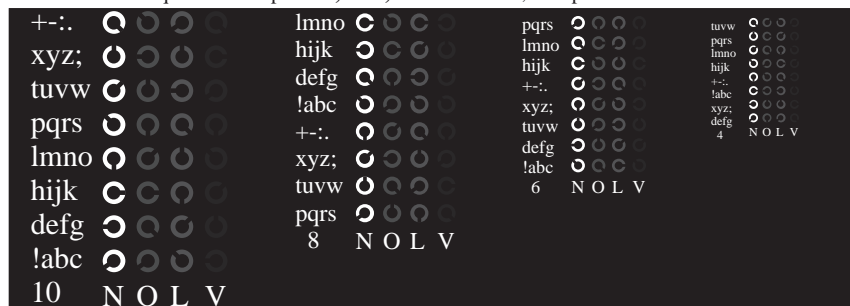 +-:.
xyz;
tuvw
pqrs
lmno
hijk
defg
!abc
10 N O L V
lmno
hijk
defg
!abc
+-:.
xyz;
tuvw
pqrs
8 N O L V
pqrs
lmno
hijk
+-:.
xyz;
tuvw
defg
!abc
6 N O L V
tuvw
pqrs
lmno
hijk
+-:.
!abc
xyz;
defg
4 N O L V